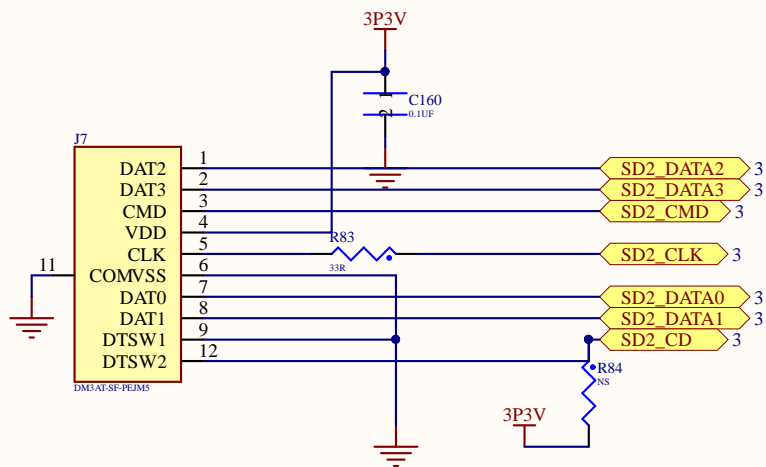 3P3V
1
2
C160
0.1UF
J7
DAT2 1 SD2_DATA2 3
DAT3 2 SD2_DATA3 3
CMD 3 SD2_CMD 3
VDD 4
R83
CLK 5 SD2_CLK 3
33R
11 COMVSS 6
DAT0 7 SD2_DATA0 3
DAT1 8 SD2_DATA1 3
DTSW1 9 SD2_CD 3
DTSW2 12
R84
NS
DM3AT-SF-PEJM5
3P3V